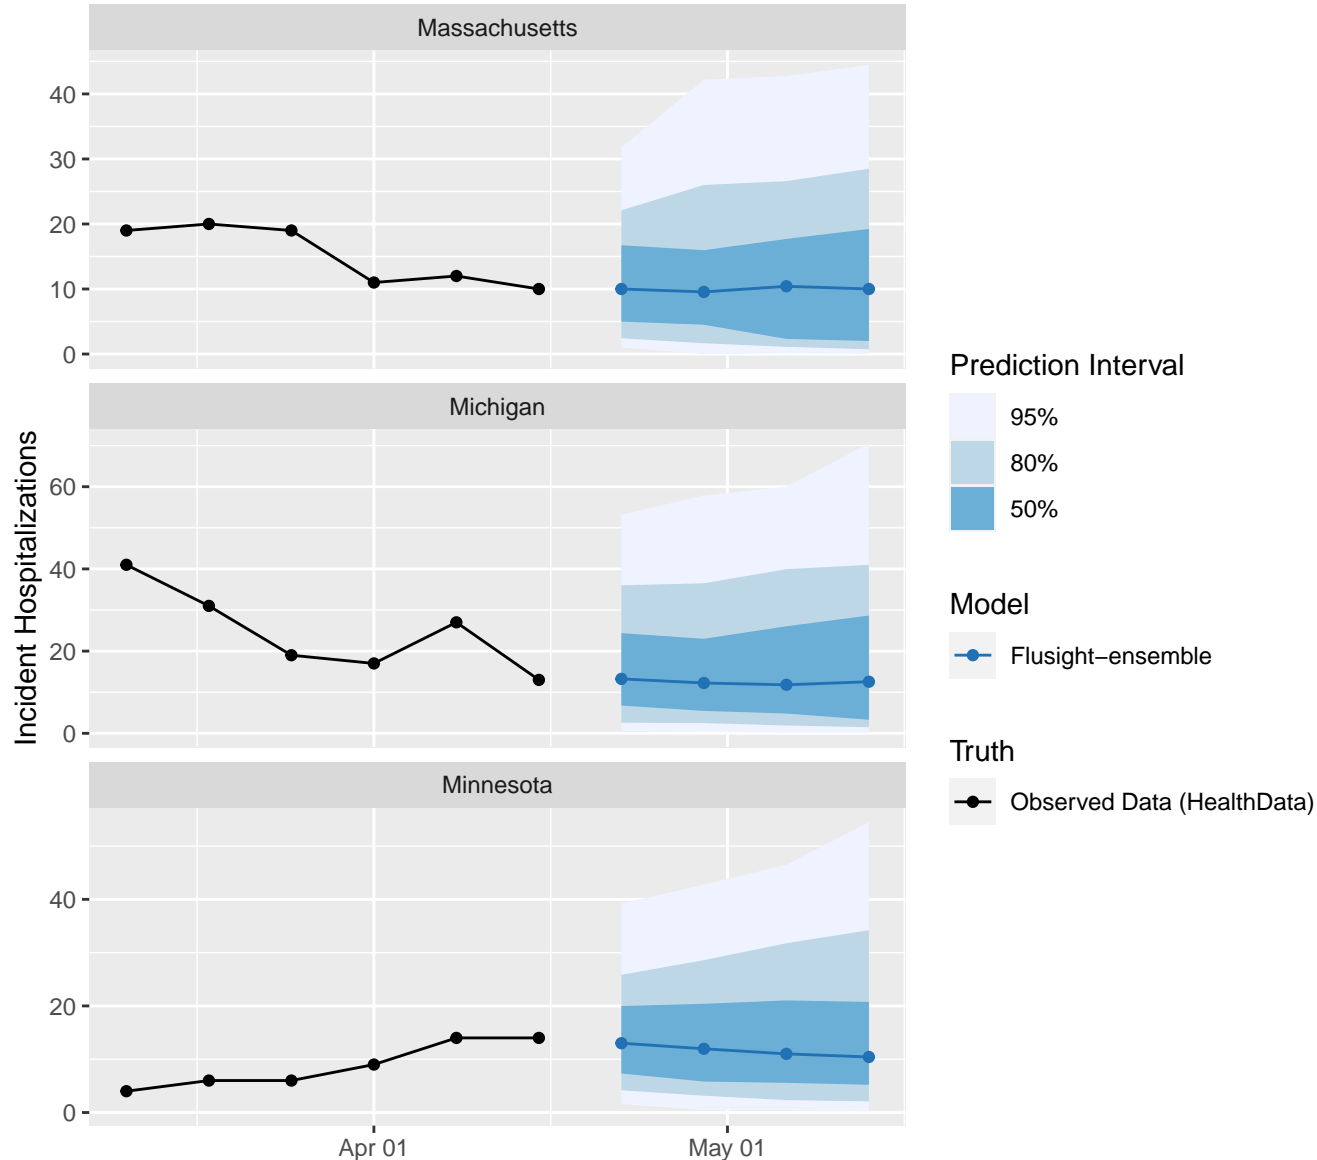 Massachusetts
40
30
20
10
0
Michigan
60
40
20
0
Minnesota
40
20
0
Apr 01
May 01
Incident Hospitalizations
Prediction Interval
95%
80%
50%
Model
Flusight−ensemble
Truth
Observed Data (HealthData)